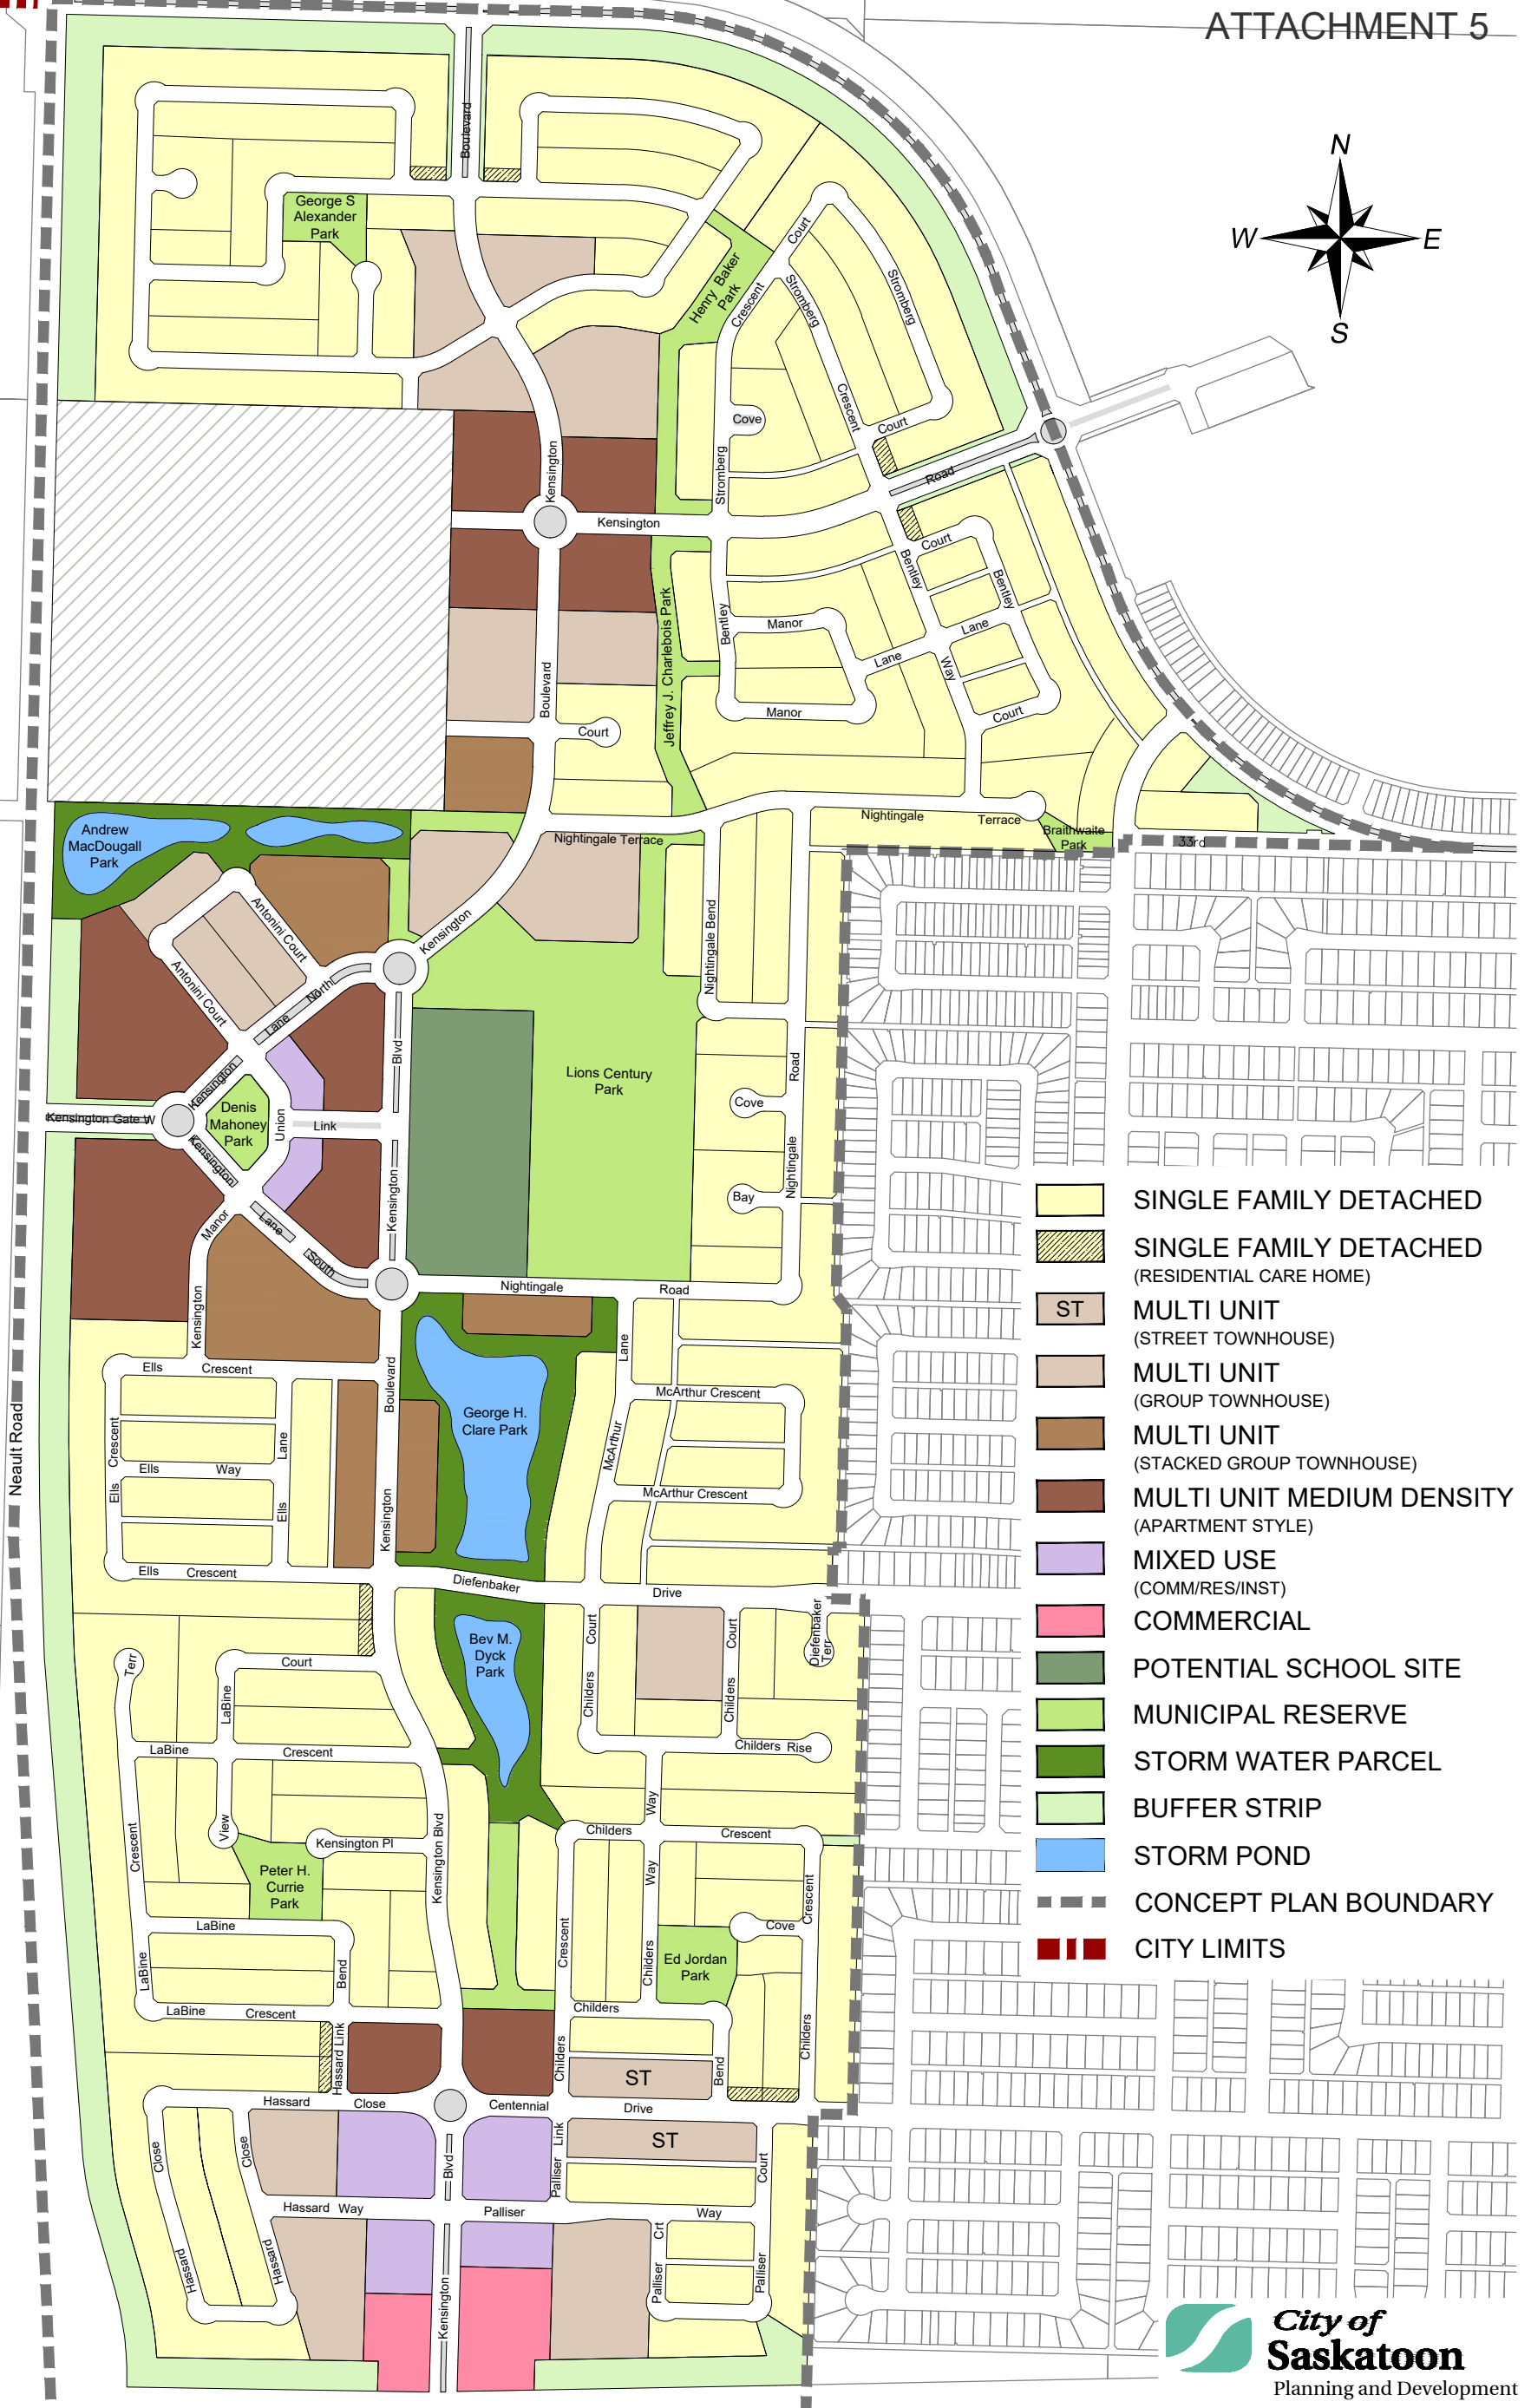 ATTACHMENT 5
N
W
E
S
Boulevard
George S
Alexander
Park
Henry Baker
Park
Court
Crescent
Stromberg
Stromberg
Crescent
Cove
Court
Kensington
Stromberg
Road
Kensington
Court
Bentley
Bentley
Bentley
Manor
Lane
Lane
Way
Jeffrey J. Charlebois Park
Boulevard
Manor
Court
Court
Nightingale
Terrace
Braithwaite
Park
33rd
Andrew
MacDougall
Park
Nightingale Terrace
Antonini Court
Kensington
Nightingale Bend
Antonini Court
North
Lane
Blvd
Lions Century
Park
Road
Kensington
Cove
Kensington Gate W
Denis
Mahoney
Park
Union
Link
Kensington
Nightingale
Kensington
Bay
Manor
Lane
South
Nightingale
Road
Kensington
Lane
Ells
Crescent
Boulevard
McArthur Crescent
George H.
Clare Park
Crescent
Lane
McArthur
Ells
Way
Neault Road
Ells
Ells
Kensington
McArthur Crescent
Ells
Crescent
Diefenbaker
Drive
Court
Court
Diefenbaker
Terr
Bev M.
Dyck
Park
Terr
Court
LaBine
Childers
Childers
LaBine
Crescent
Childers Rise
View
Way
Crescent
Kensington Pl
Kensington Blvd
Childers
Crescent
Peter H.
Currie
Park
Way
Crescent
LaBine
Cove
Crescent
Ed Jordan
Park
LaBine
Bend
Childers
LaBine
Crescent
Childers
Hassard Link
Childers
Childers
ST
Bend
Hassard
Close
Centennial
Drive
Close
Close
Blvd
Link
Palliser
ST
Court
Hassard Way
Palliser
Way
Hassard
Hassard
Kensington
Crt
Palliser
Palliser
SINGLE FAMILY DETACHED
SINGLE FAMILY DETACHED
(RESIDENTIAL CARE HOME)
ST
MULTI UNIT
(STREET TOWNHOUSE)
MULTI UNIT
(GROUP TOWNHOUSE)
MULTI UNIT
(STACKED GROUP TOWNHOUSE)
MULTI UNIT MEDIUM DENSITY
(APARTMENT STYLE)
MIXED USE
(COMM/RES/INST)
COMMERCIAL
POTENTIAL SCHOOL SITE
MUNICIPAL RESERVE
STORM WATER PARCEL
BUFFER STRIP
STORM POND
CONCEPT PLAN BOUNDARY
CITY LIMITS
City of
Saskatoon
Planning and Development